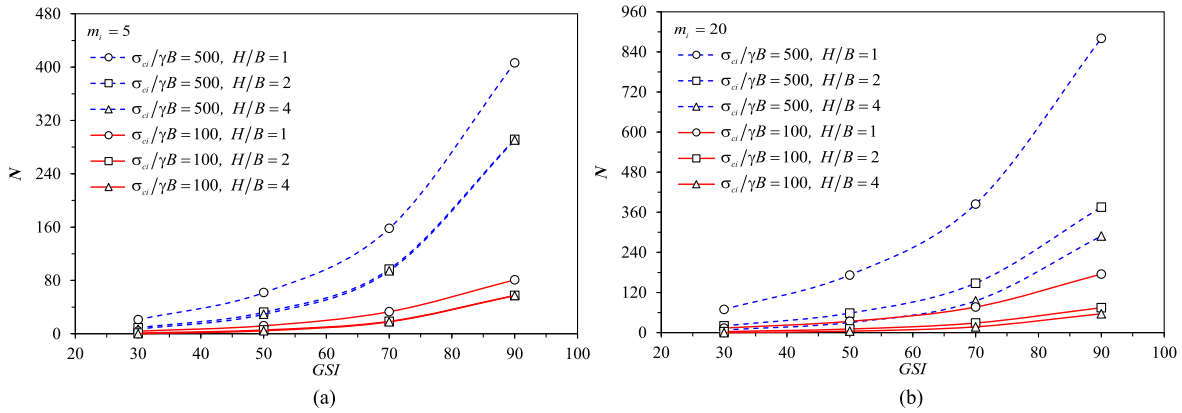 480
400
320
240
160
80
0
N
m_i = 5
σ_ci/γB = 500, H/B = 1
σ_ci/γB = 500, H/B = 2
σ_ci/γB = 500, H/B = 4
σ_ci/γB = 100, H/B = 1
σ_ci/γB = 100, H/B = 2
σ_ci/γB = 100, H/B = 4
20 30 40 50 60 70 80 90 100
GSI
(a)
960
840
720
600
480
360
240
120
0
N
m_i = 20
σ_ci/γB = 500, H/B = 1
σ_ci/γB = 500, H/B = 2
σ_ci/γB = 500, H/B = 4
σ_ci/γB = 100, H/B = 1
σ_ci/γB = 100, H/B = 2
σ_ci/γB = 100, H/B = 4
20 30 40 50 60 70 80 90 100
GSI
(b)